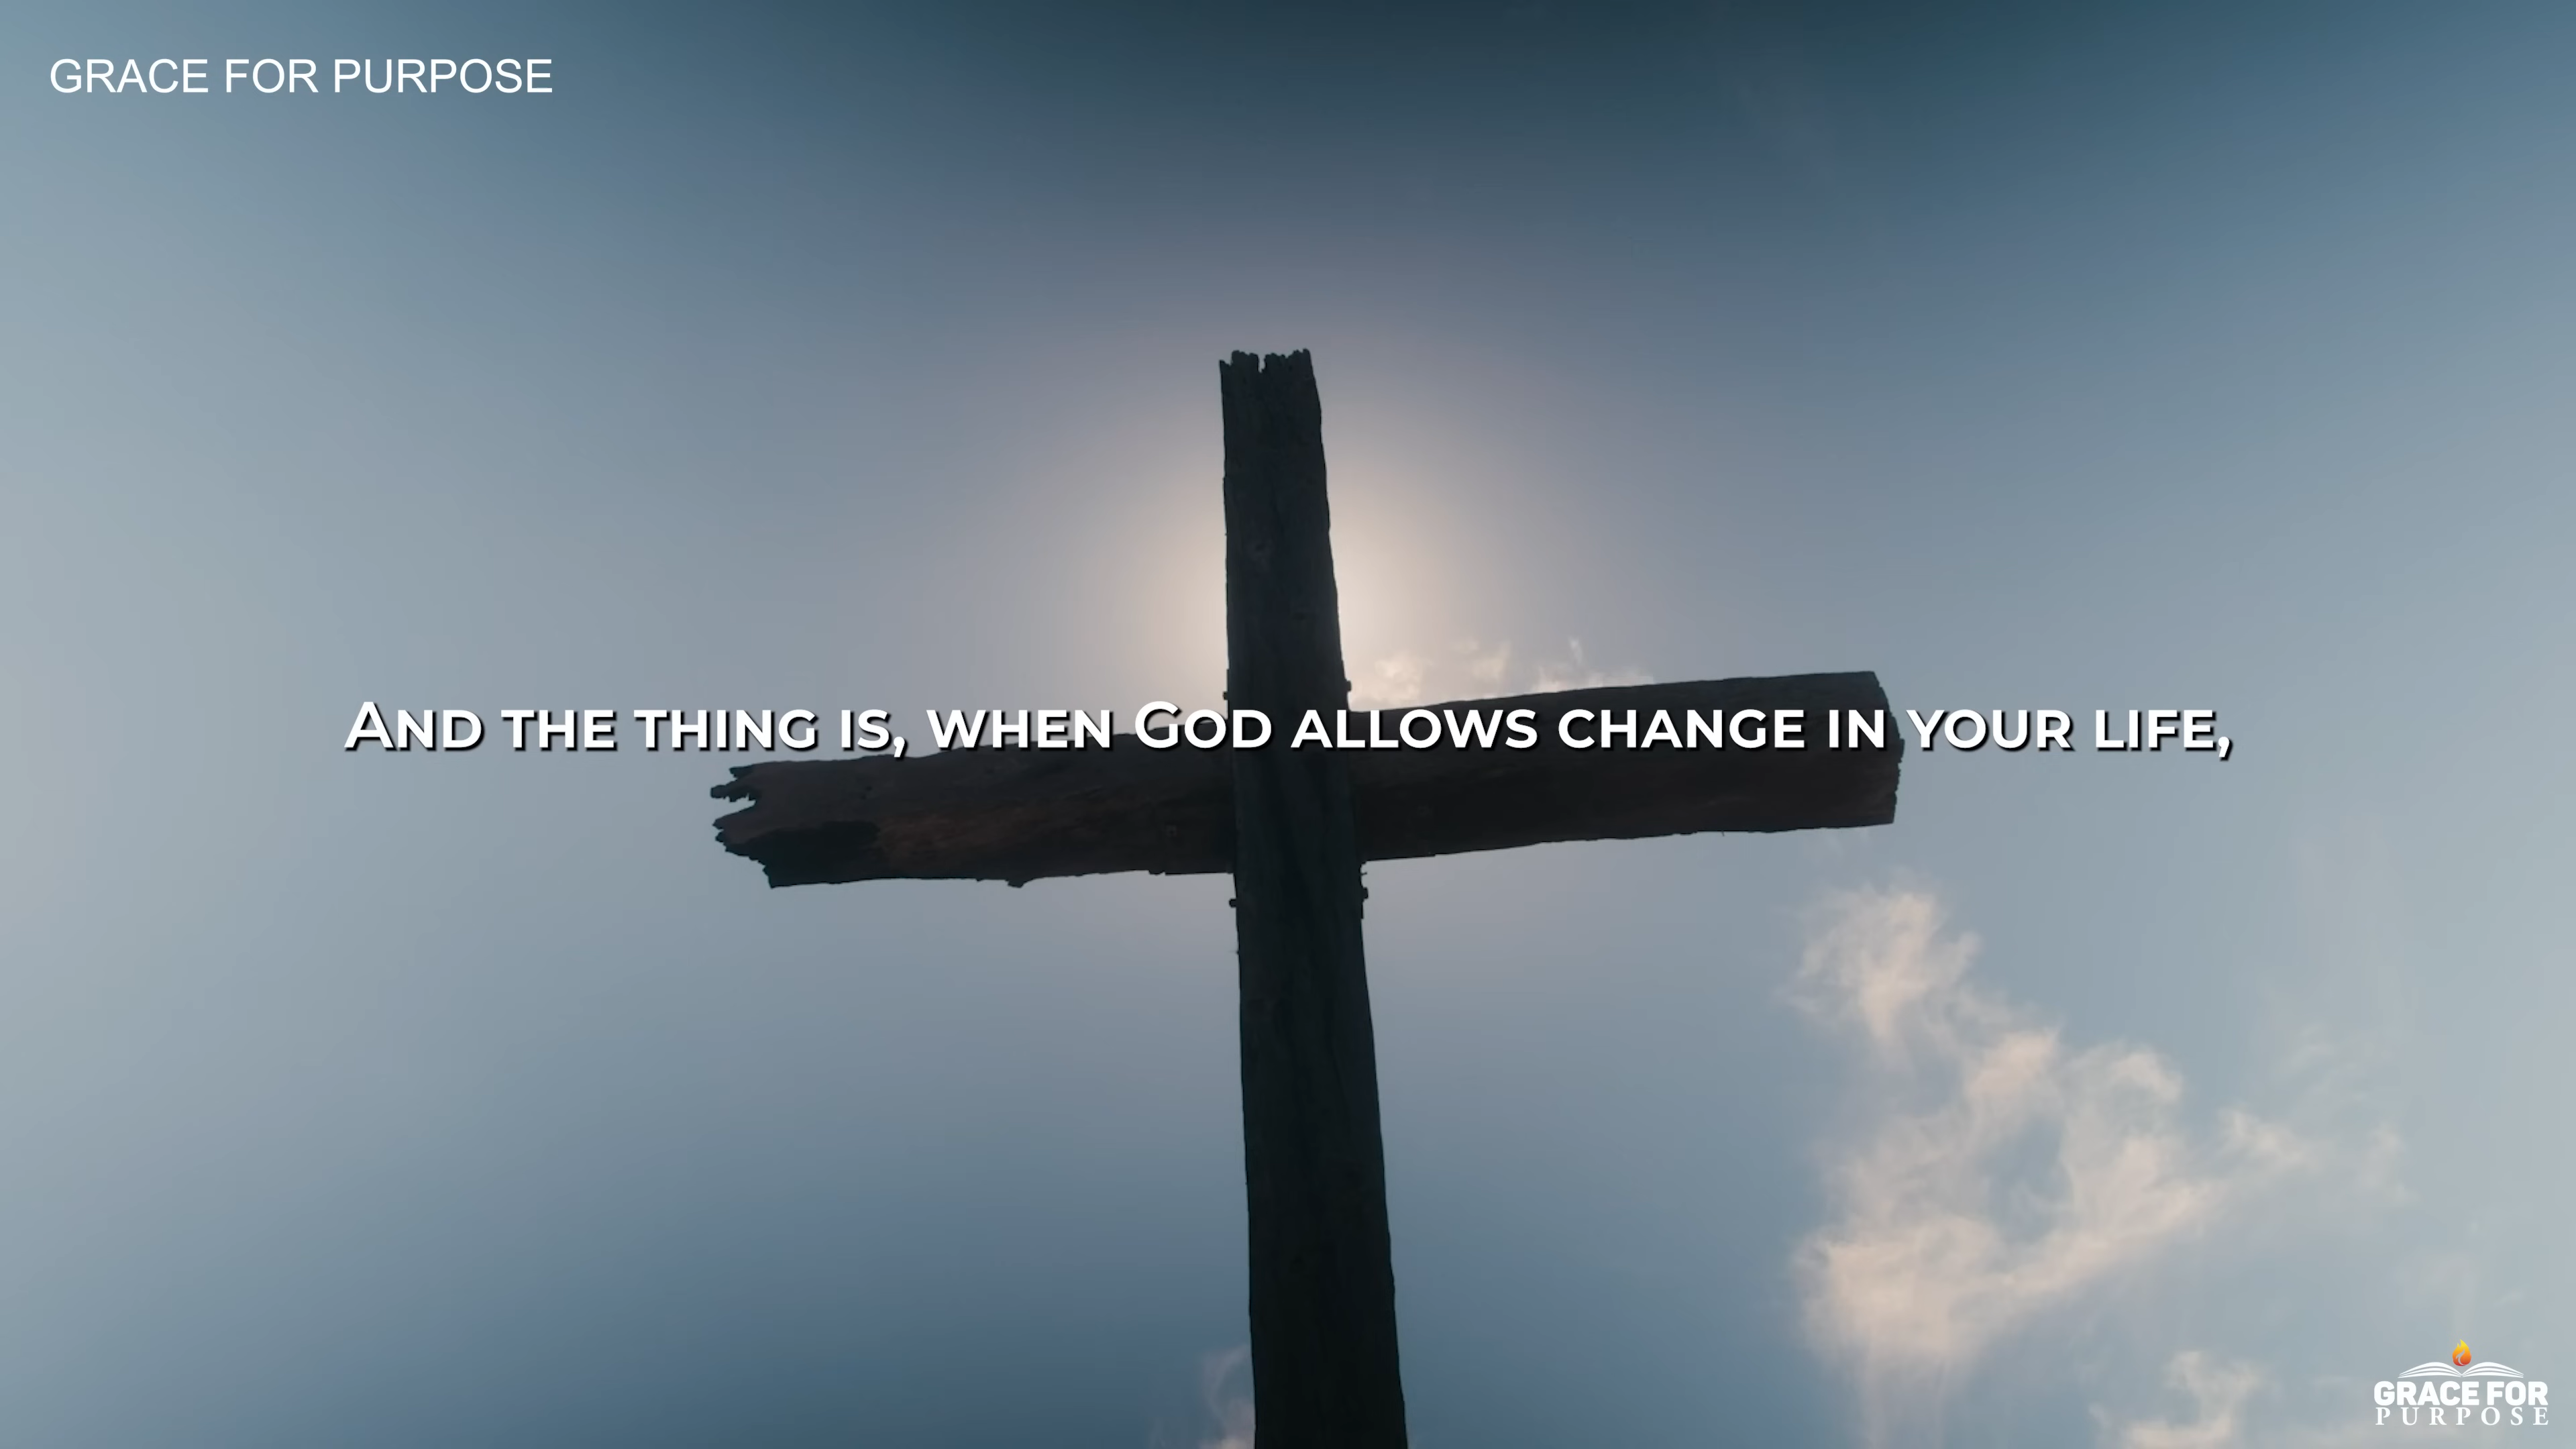 GRACE FOR PURPOSE
And the thing is, when God allows change in your life,
GRACE FOR
PURPOSE